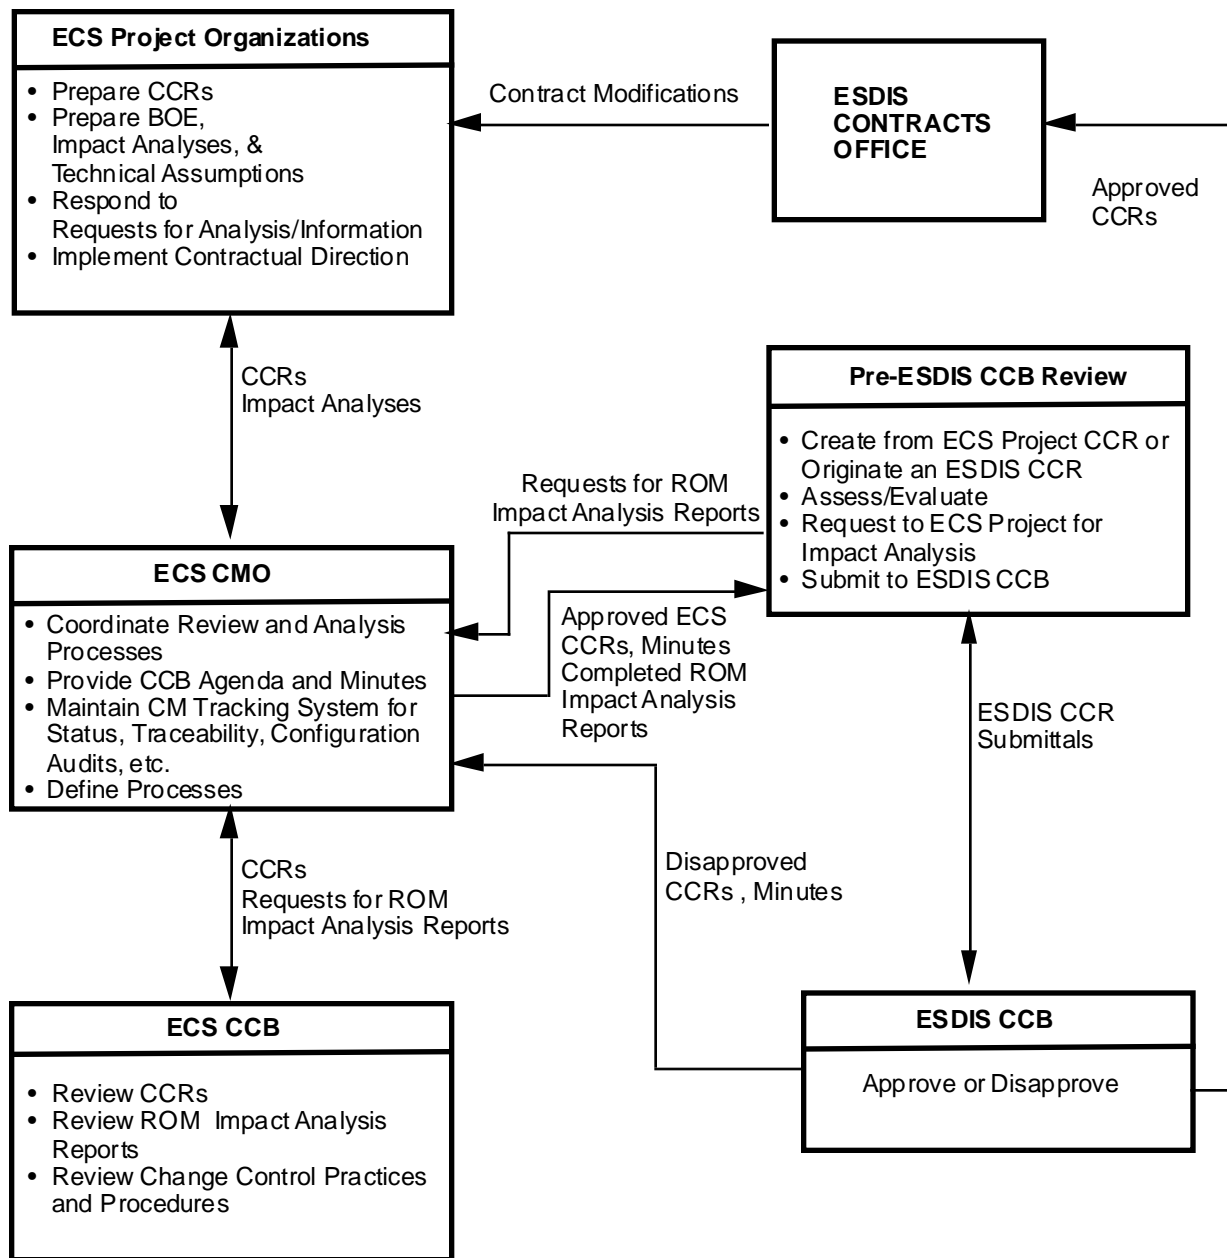 ECS Project Organizations
• Prepare CCRs
• Prepare BOE,
Impact Analyses, &
Technical Assumptions
• Respond to
Requests for Analysis/Information
• Implement Contractual Direction
Contract Modifications
ESDIS
CONTRACTS
OFFICE
Approved
CCRs
CCRs
Impact Analyses
Pre-ESDIS CCB Review
• Create from ECS Project CCR or
Originate an ESDIS CCR
• Assess/Evaluate
• Request to ECS Project for
Impact Analysis
• Submit to ESDIS CCB
Requests for ROM
Impact Analysis Reports
ECS CMO
• Coordinate Review and Analysis
Processes
• Provide CCB Agenda and Minutes
• Maintain CM Tracking System for
Status, Traceability, Configuration
Audits, etc.
• Define Processes
Approved ECS
CCRs, Minutes
Completed ROM
Impact Analysis
Reports
ESDIS CCR
Submittals
CCRs
Requests for ROM
Impact Analysis Reports
Disapproved
CCRs , Minutes
ECS CCB
• Review CCRs
• Review ROM Impact Analysis
Reports
• Review Change Control Practices
and Procedures
ESDIS CCB
Approve or Disapprove